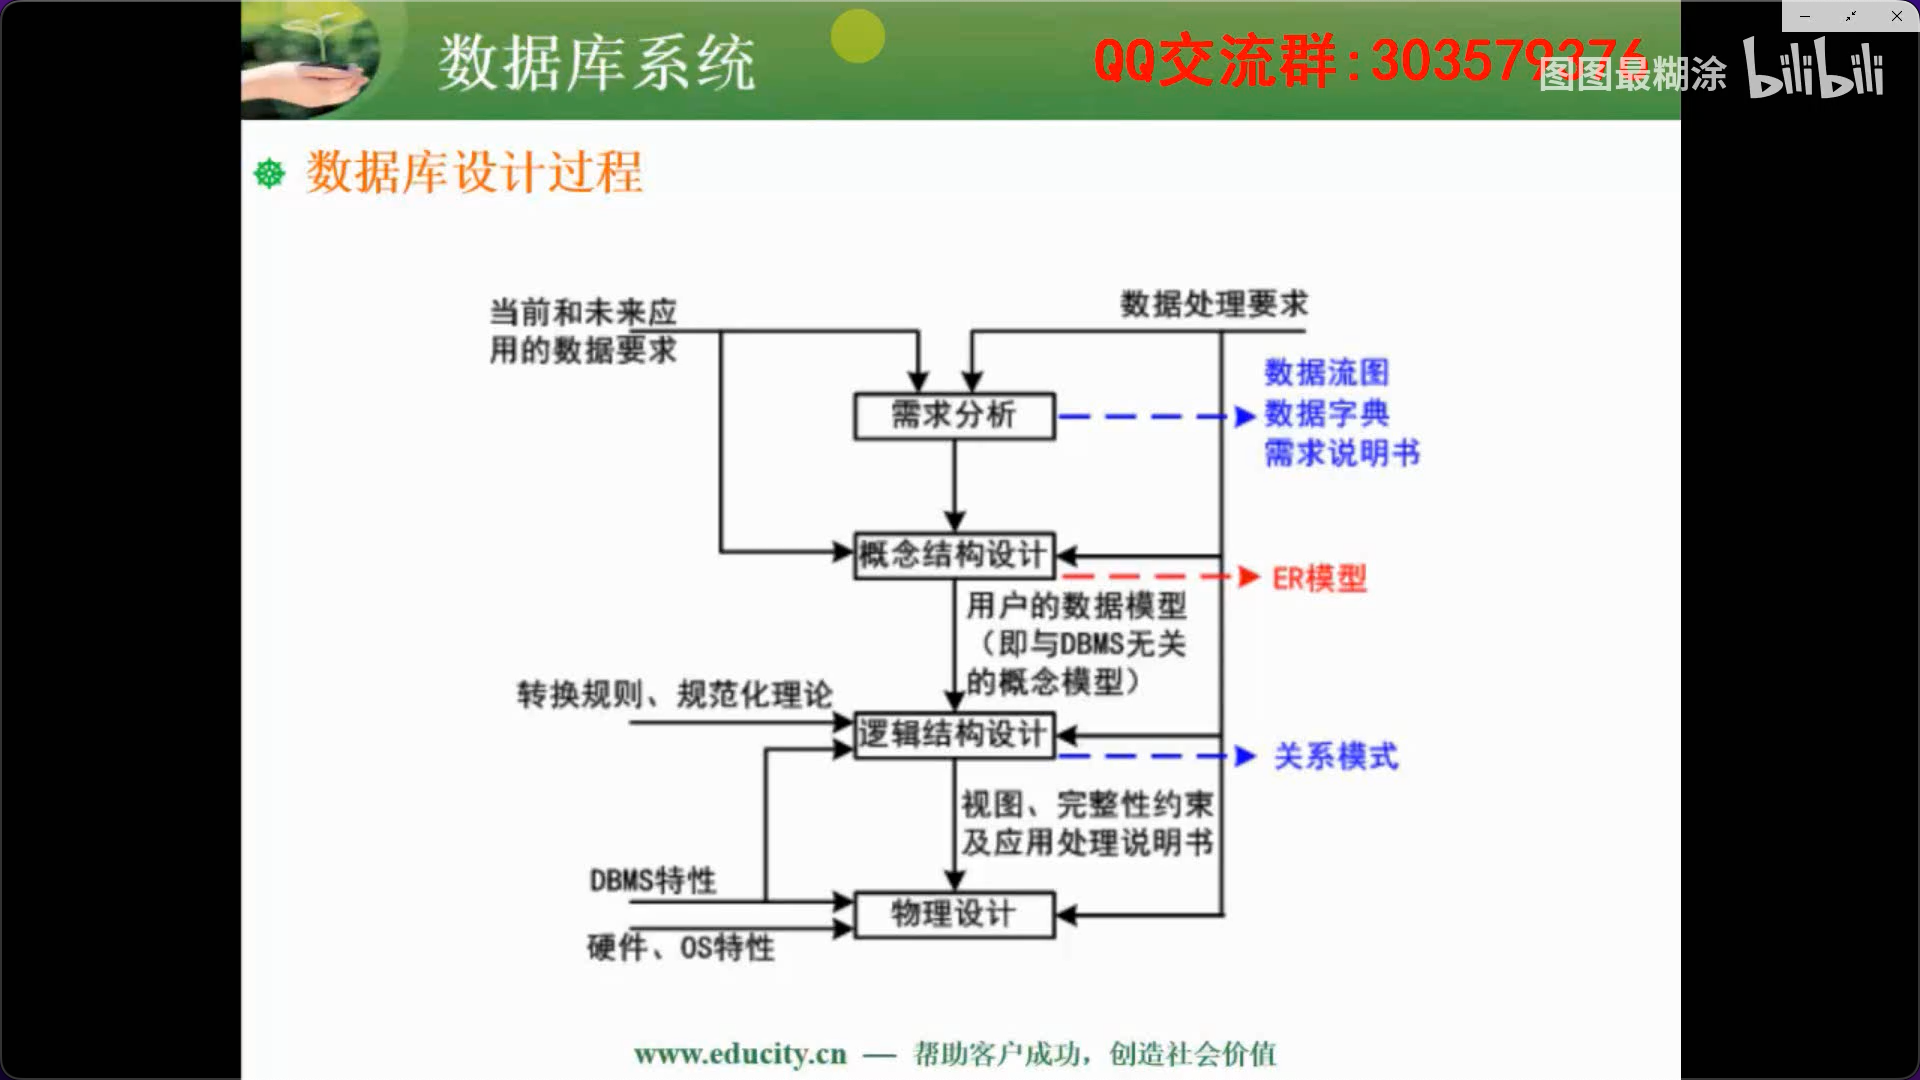 数据库系统
QQ交流群:303579376
图图最糊涂 bilibili
数据库设计过程
当前和未来应
用的数据要求
数据处理要求
需求分析
数据流图
数据字典
需求说明书
概念结构设计
ER模型
用户的数据模型
（即与DBMS无关
的概念模型）
转换规则、规范化理论
逻辑结构设计
关系模式
视图、完整性约束
及应用处理说明书
DBMS特性
物理设计
硬件、OS特性
www.educity.cn — 帮助客户成功，创造社会价值